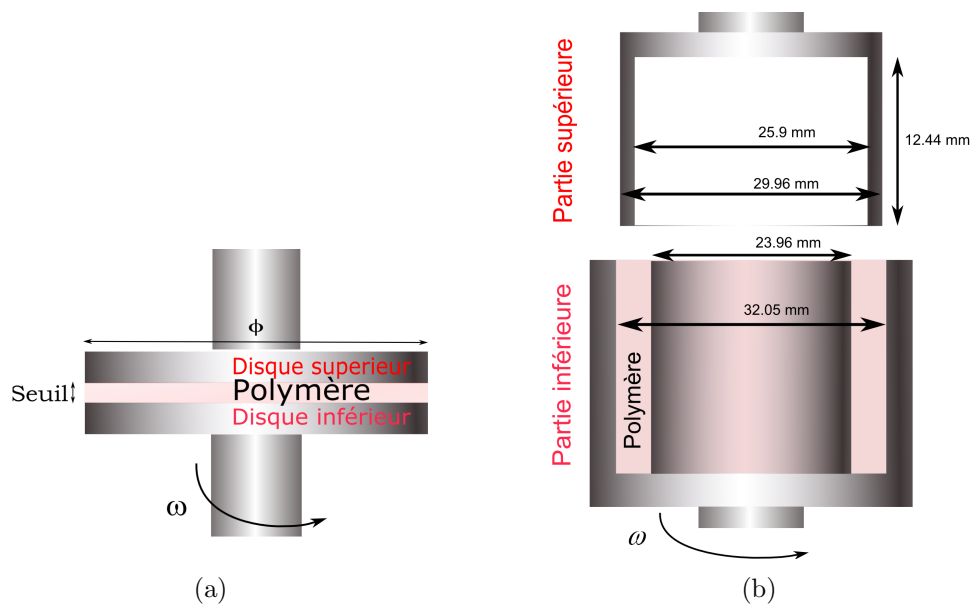 ϕ
Disque superieur
Seuil
Polymère
Disque inférieur
ω
(a)
Partie supérieure
25.9 mm
12.44 mm
29.96 mm
23.96 mm
32.05 mm
Partie inférieure
Polymère
ω
(b)